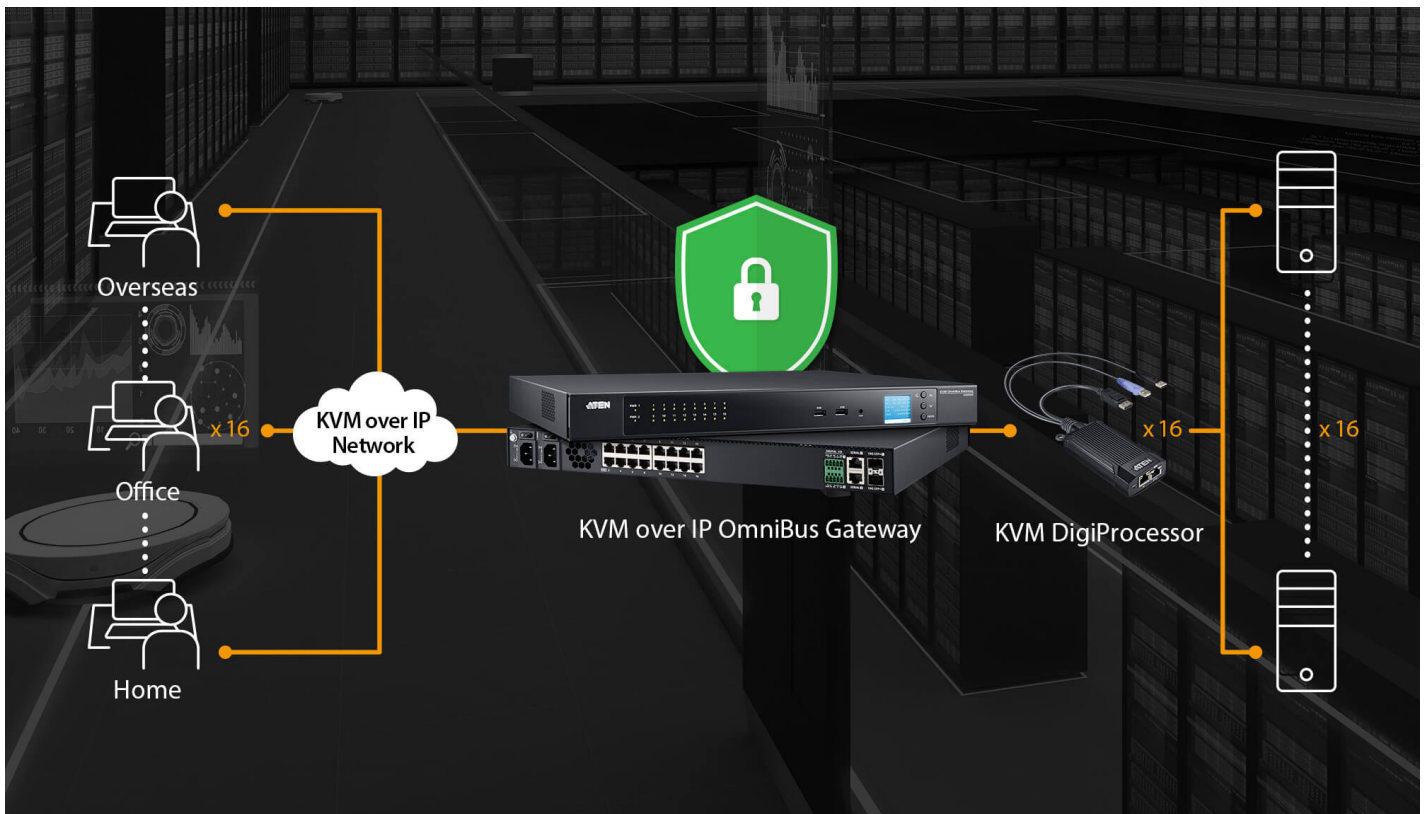 Overseas
Office
Home
x 16
KVM over IP
Network
ATEN
KVM over IP OmniBus Gateway
ATEN
KVM DigiProcessor
x 16
x 16